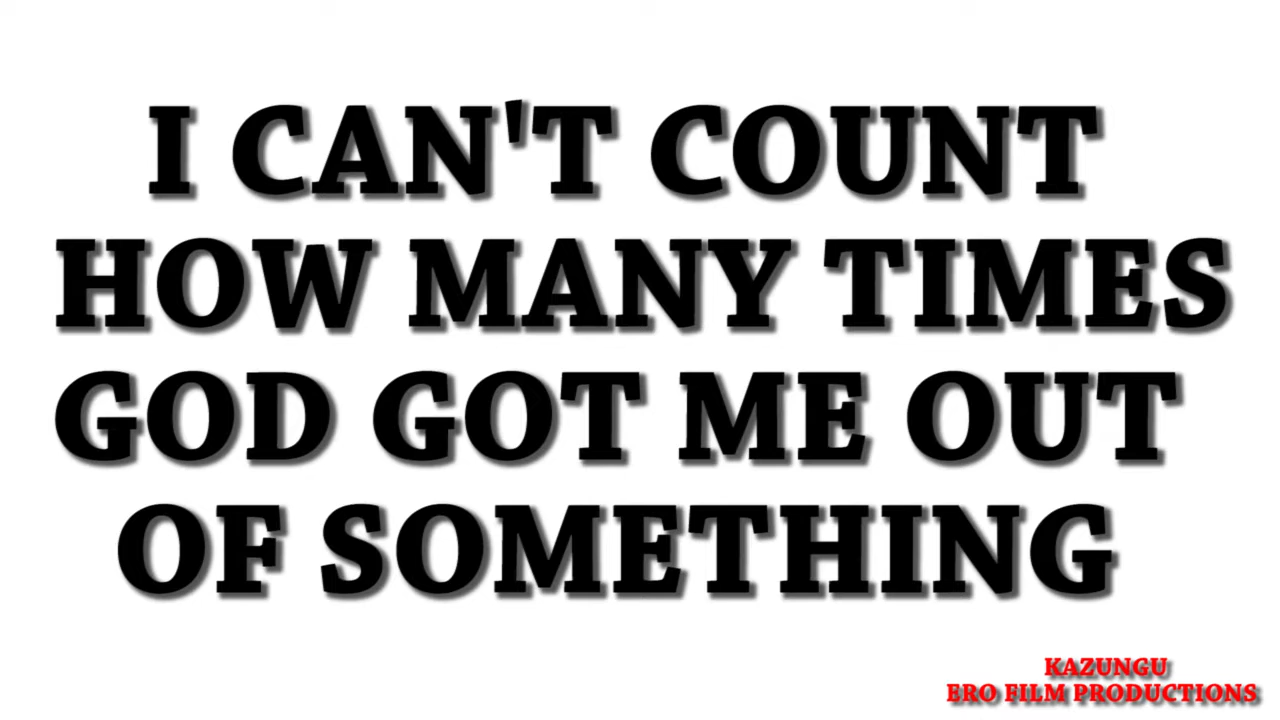 I CAN'T COUNT
HOW MANY TIMES
GOD GOT ME OUT
OF SOMETHING
KAZUNGU
ERO FILM PRODUCTIONS